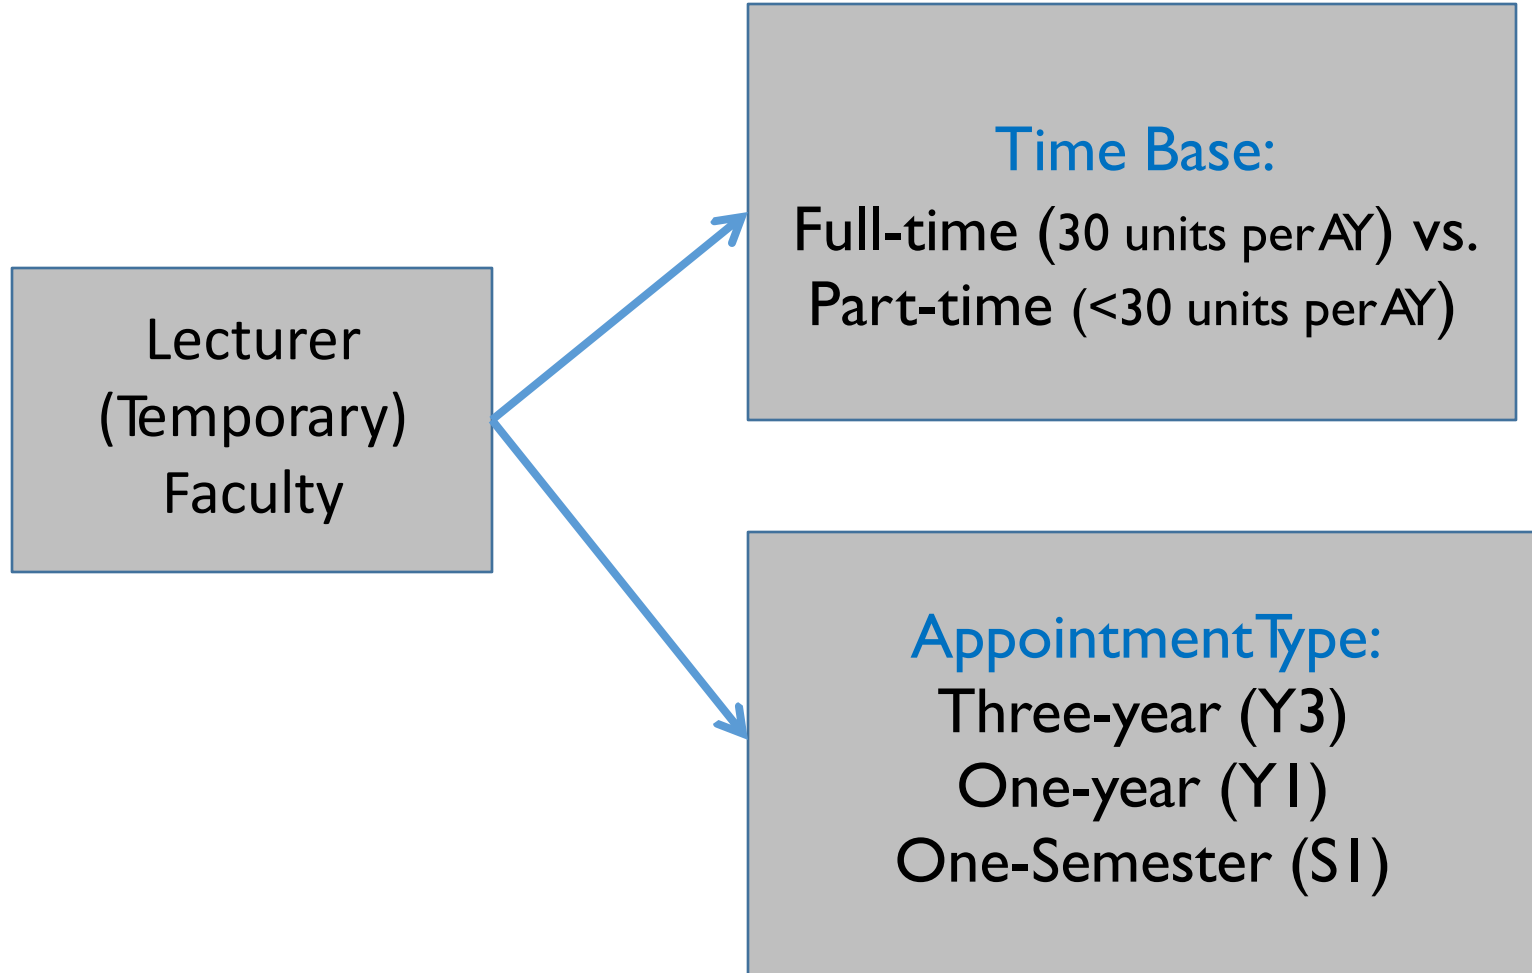 Lecturer
(Temporary)
Faculty
Time Base:
Full-time (30 units per AY) vs.
Part-time (<30 units per AY)
Appointment Type:
Three-year (Y3)
One-year (Y1)
One-Semester (S1)